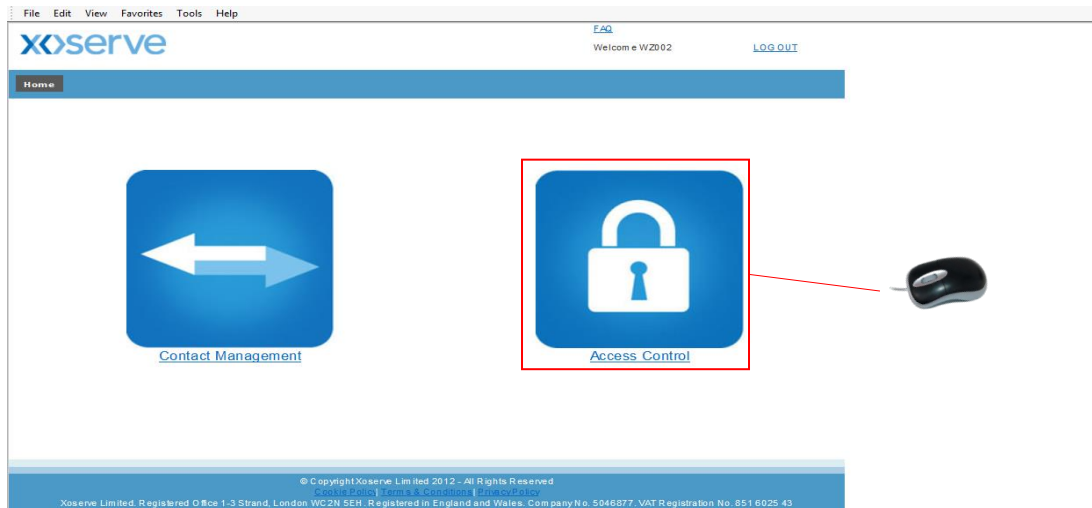 File Edit View Favorites Tools Help
xoserve
FAQ
Welcome WZ002 LOG OUT
Home
Contact Management Access Control
© Copyright Xoserve Limited 2012 - All Rights Reserved
Cookie Policy | Terms & Conditions | Privacy Policy
Xoserve Limited. Registered Office 1-3 Strand, London WC2N 5EH. Registered in England and Wales. Company No. 5046877. VAT Registration No. 851 6025 43